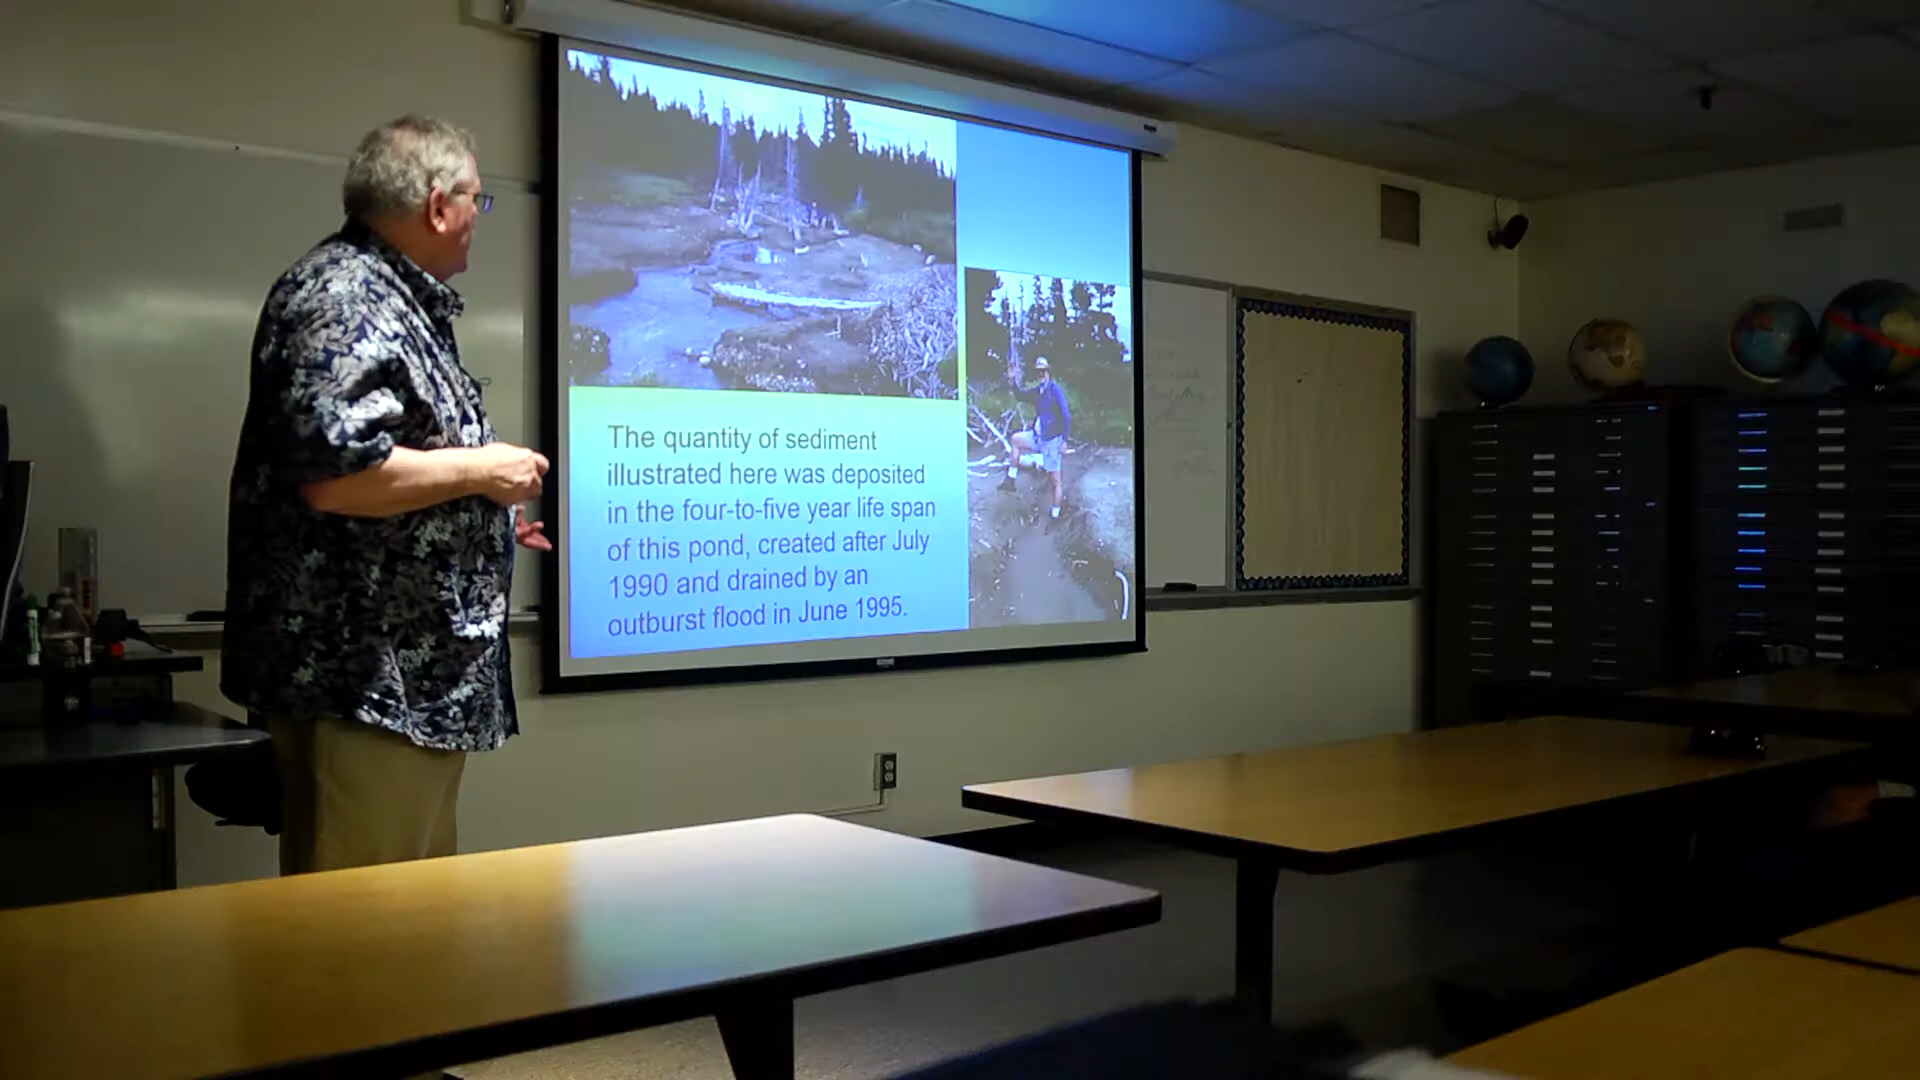 The quantity of sediment
illustrated here was deposited
in the four-to-five year life span
of this pond, created after July
1990 and drained by an
outburst flood in June 1995.